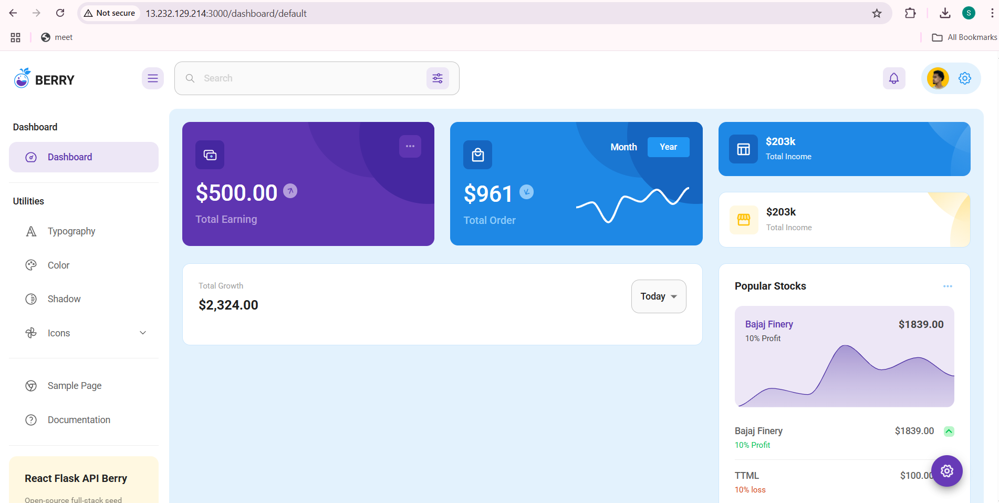 Not secure
13.232.129.214:3000/dashboard/default
S
meet
All Bookmarks
BERRY
Search
Dashboard
Dashboard
Utilities
Typography
Color
Shadow
Icons
Sample Page
Documentation
React Flask API Berry
Open-source full-stack seed
$500.00
Total Earning
Month
Year
$961
Total Order
$203k
Total Income
$203k
Total Income
Total Growth
$2,324.00
Today
Popular Stocks
Bajaj Finery
$1839.00
10% Profit
Bajaj Finery
$1839.00
10% Profit
TTML
$100.00
10% loss